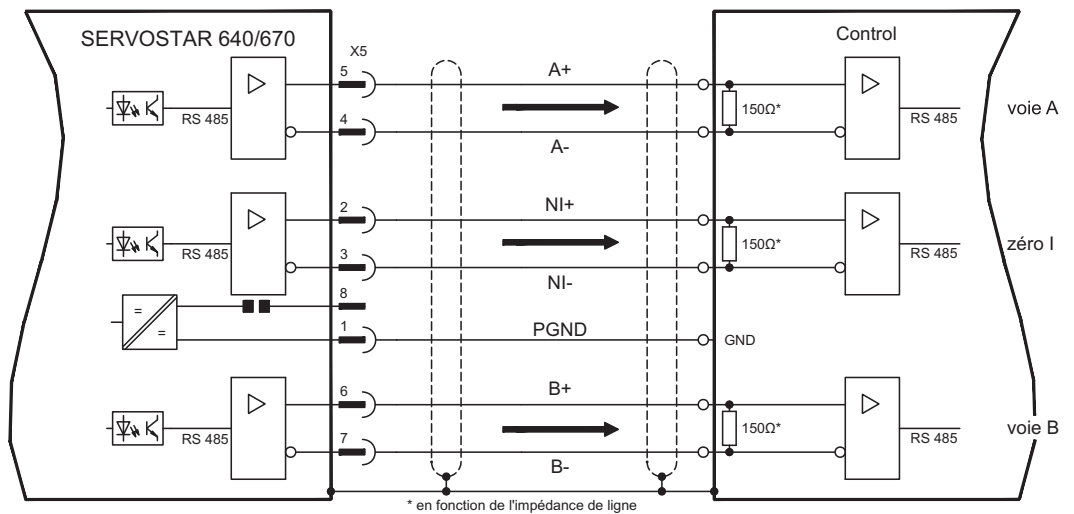 SERVOSTAR 640/670
X5
Control
5
A+
RS 485
150Ω*
RS 485
voie A
4
A-
2
NI+
RS 485
150Ω*
RS 485
zéro I
3
NI-
8
=
=
1
PGND
GND
6
B+
RS 485
150Ω*
RS 485
voie B
7
B-
* en fonction de l'impédance de ligne